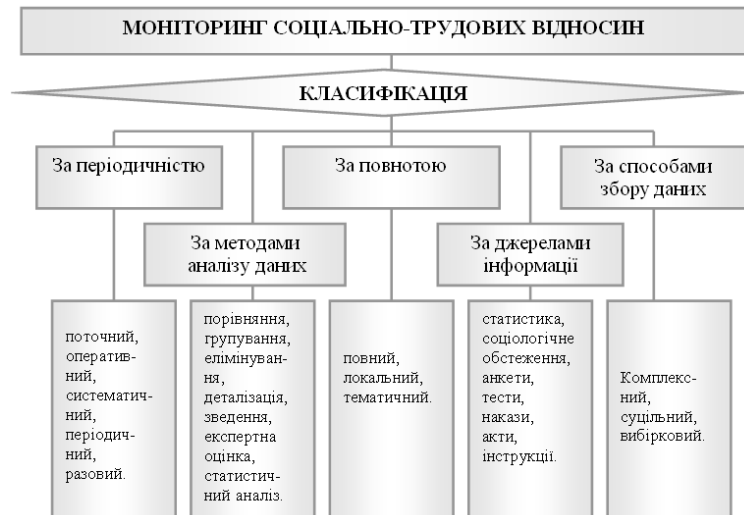 МОНІТОРИНГ СОЦІАЛЬНО-ТРУДОВИХ ВІДНОСИН
КЛАСИФІКАЦІЯ
За періодичністю
За повнотою
За способами
збору даних
За методами
аналізу даних
За джерелами
інформації
поточний,
оператив-
ний,
систематич-
ний,
періодич-
ний,
разовий.
порівняння,
групування,
елімінуван-
ня,
деталізація,
зведення,
експертна
оцінка,
статистич-
ний аналіз.
повний,
локальний,
тематичний.
статистика,
соціологічне
обстеження,
анкети,
тести,
накази,
акти,
інструкції.
Комплекс-
ний,
суцільний,
вибірковий.